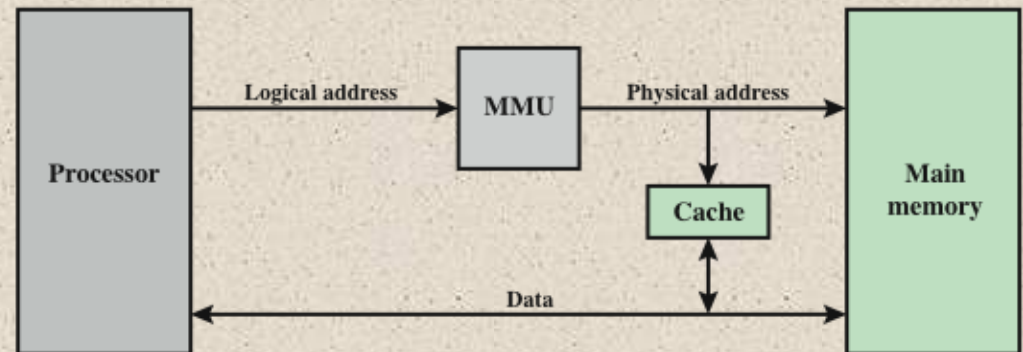 Logical address
MMU
Physical address
Processor
Main
memory
Cache
Data